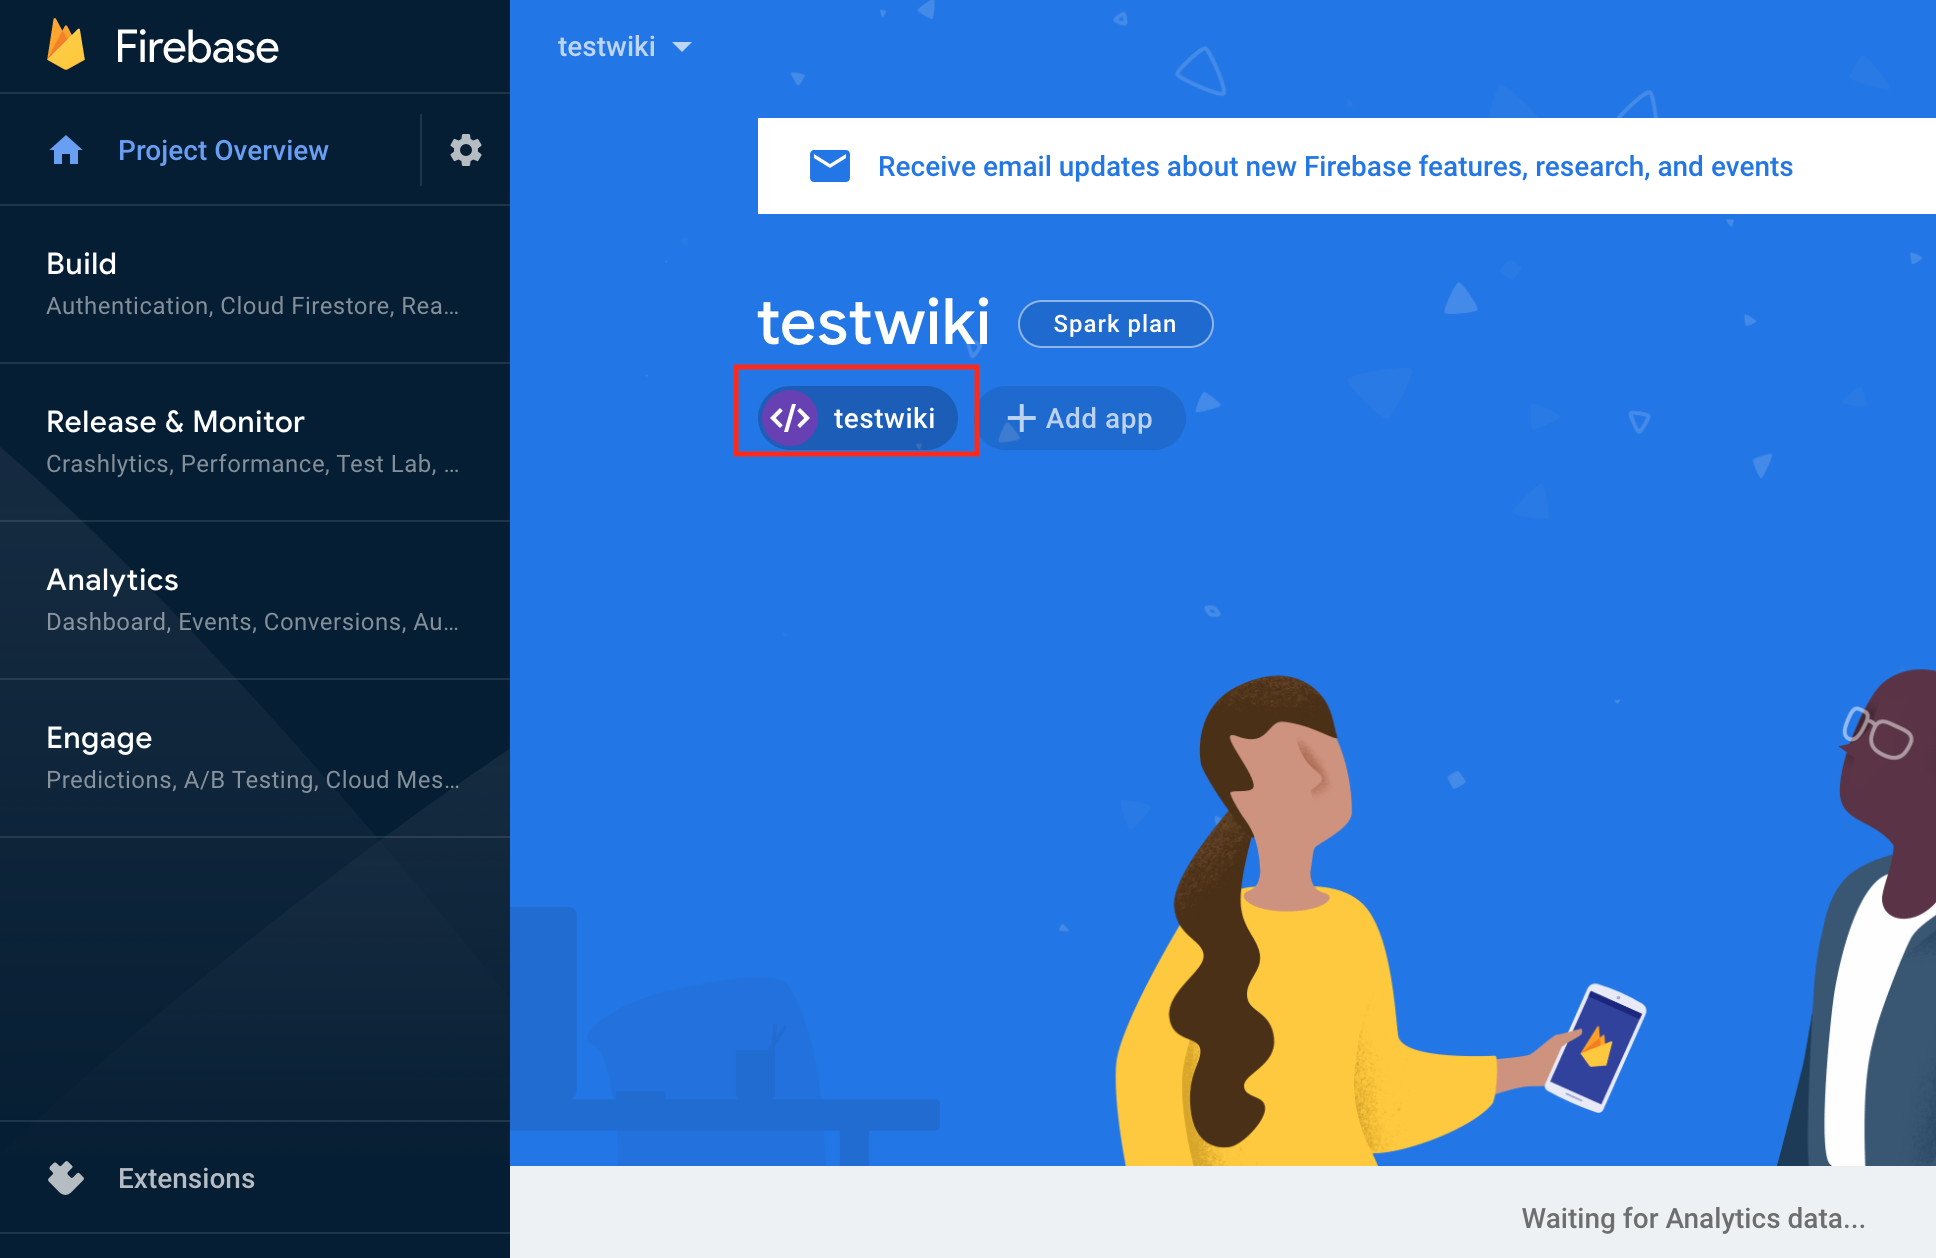 Firebase
Project Overview
Build
Authentication, Cloud Firestore, Rea...
Release & Monitor
Crashlytics, Performance, Test Lab, ...
Analytics
Dashboard, Events, Conversions, Au...
Engage
Predictions, A/B Testing, Cloud Mes...
Extensions
testwiki
Receive email updates about new Firebase features, research, and events
testwiki Spark plan
</> testwiki + Add app
Waiting for Analytics data...